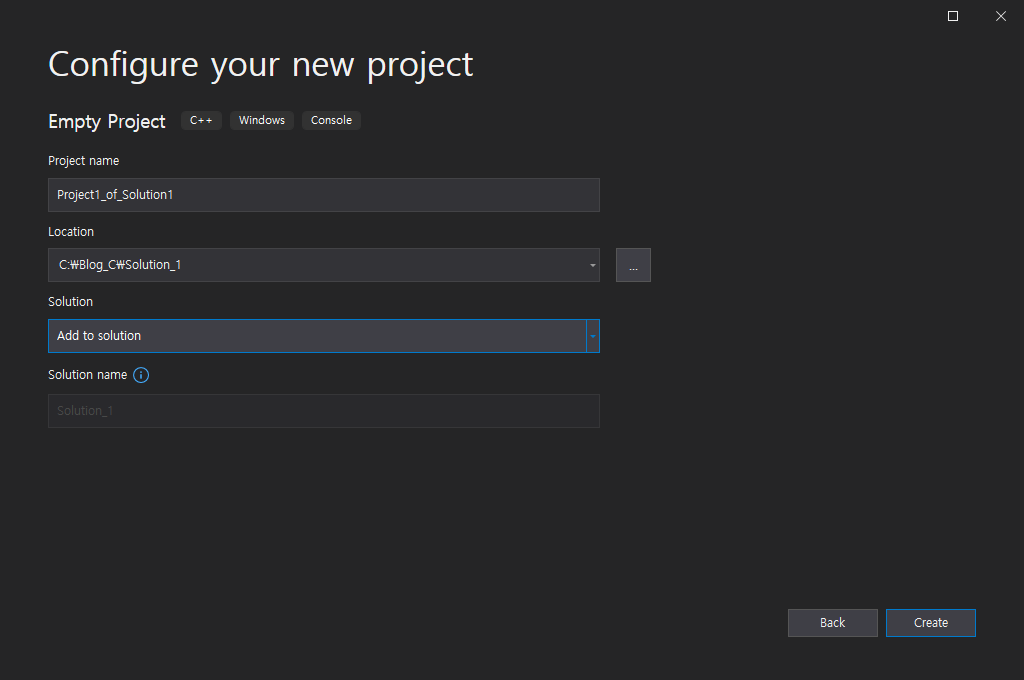 Configure your new project
Empty Project C++ Windows Console
Project name
Project1_of_Solution1
Location
C:₩Blog_C₩Solution_1
...
Solution
Add to solution
Solution name
Solution_1
Back Create